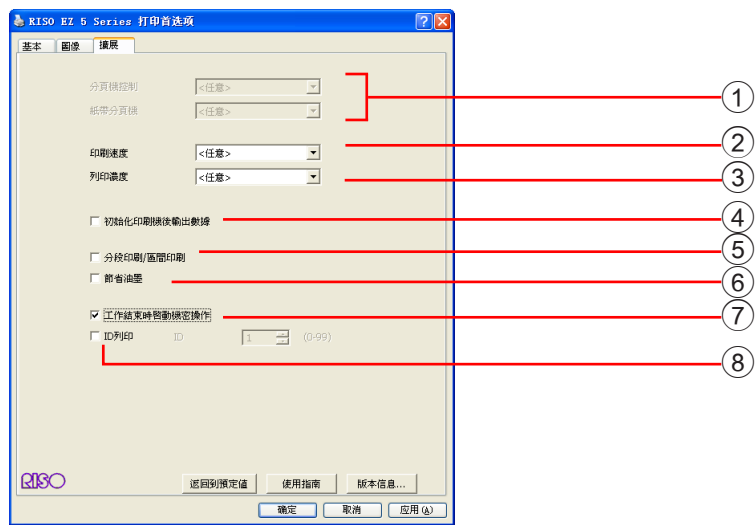 RISO EZ 5 Series 打印首选项
基本 圖像 擴展
分頁機控制 <任意>
紙帶分頁機 <任意>
①
印刷速度 <任意>
②
列印濃度 <任意>
③
初始化印刷機後輸出數據
④
分段印刷/區間印刷
⑤
節省油墨
⑥
工作結束時啓動機密操作
⑦
ID列印 ID 1 (0-99)
⑧
RISO
返回到預定値 使用指南 版本信息...
确定 取消 应用(A)